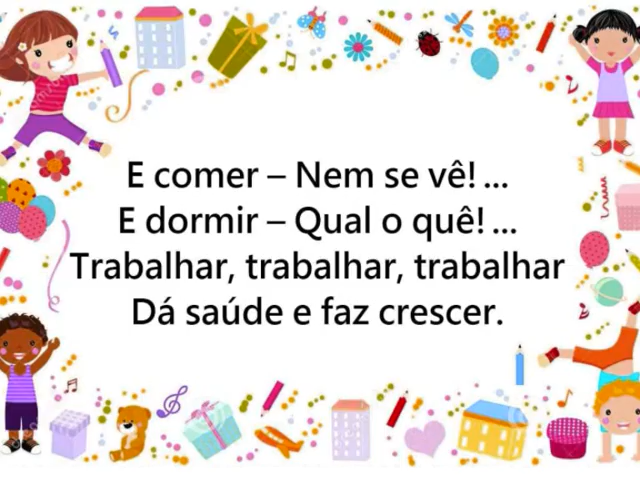 E comer – Nem se vê! ...
E dormir – Qual o quê! ...
Trabalhar, trabalhar, trabalhar
Dá saúde e faz crescer.